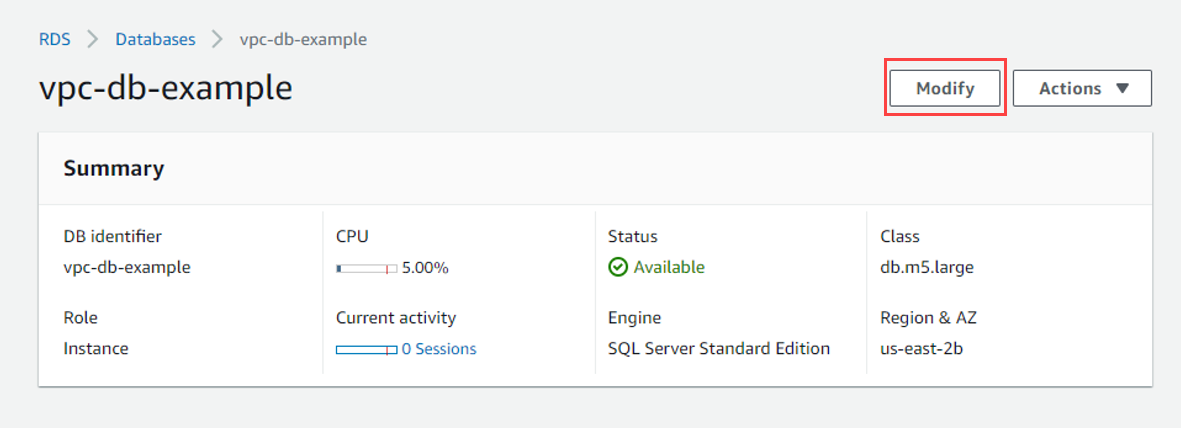 RDS > Databases > vpc-db-example
vpc-db-example
Modify
Actions
Summary
DB identifier
vpc-db-example
CPU
5.00%
Status
Available
Class
db.m5.large
Role
Instance
Current activity
0 Sessions
Engine
SQL Server Standard Edition
Region & AZ
us-east-2b